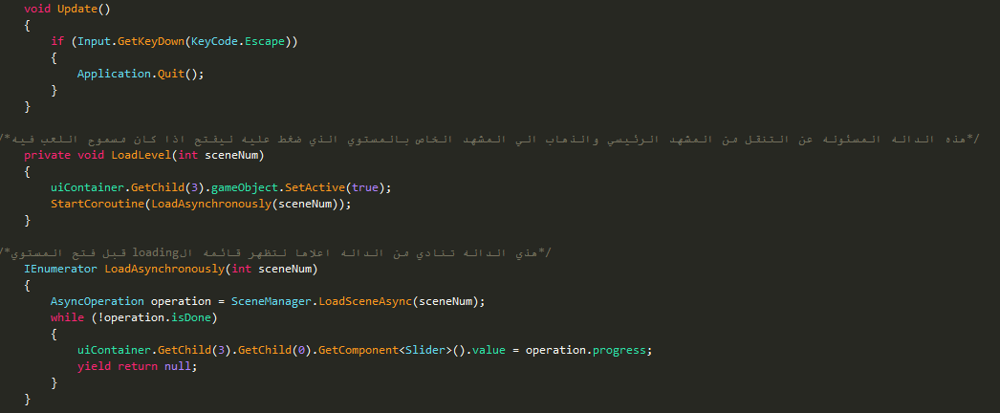 void Update()
{
if (Input.GetKeyDown(KeyCode.Escape))
{
Application.Quit();
}
}
/*هذه الداله المسئوله عن التنقل من المشهد الرئيسي والذهاب الي المشهد الخاص بالمستوي الذي ضغط عليه ليفتح اذا كان مسموح اللعب فيه*/
private void LoadLevel(int sceneNum)
{
uiContainer.GetChild(3).gameObject.SetActive(true);
StartCoroutine(LoadAsynchronously(sceneNum));
}
/*هذي الداله تنادي من الداله اعلاها لتظهر قائمه الloading قبل فتح المستوي*/
IEnumerator LoadAsynchronously(int sceneNum)
{
AsyncOperation operation = SceneManager.LoadSceneAsync(sceneNum);
while (!operation.isDone)
{
uiContainer.GetChild(3).GetChild(0).GetComponent<Slider>().value = operation.progress;
yield return null;
}
}